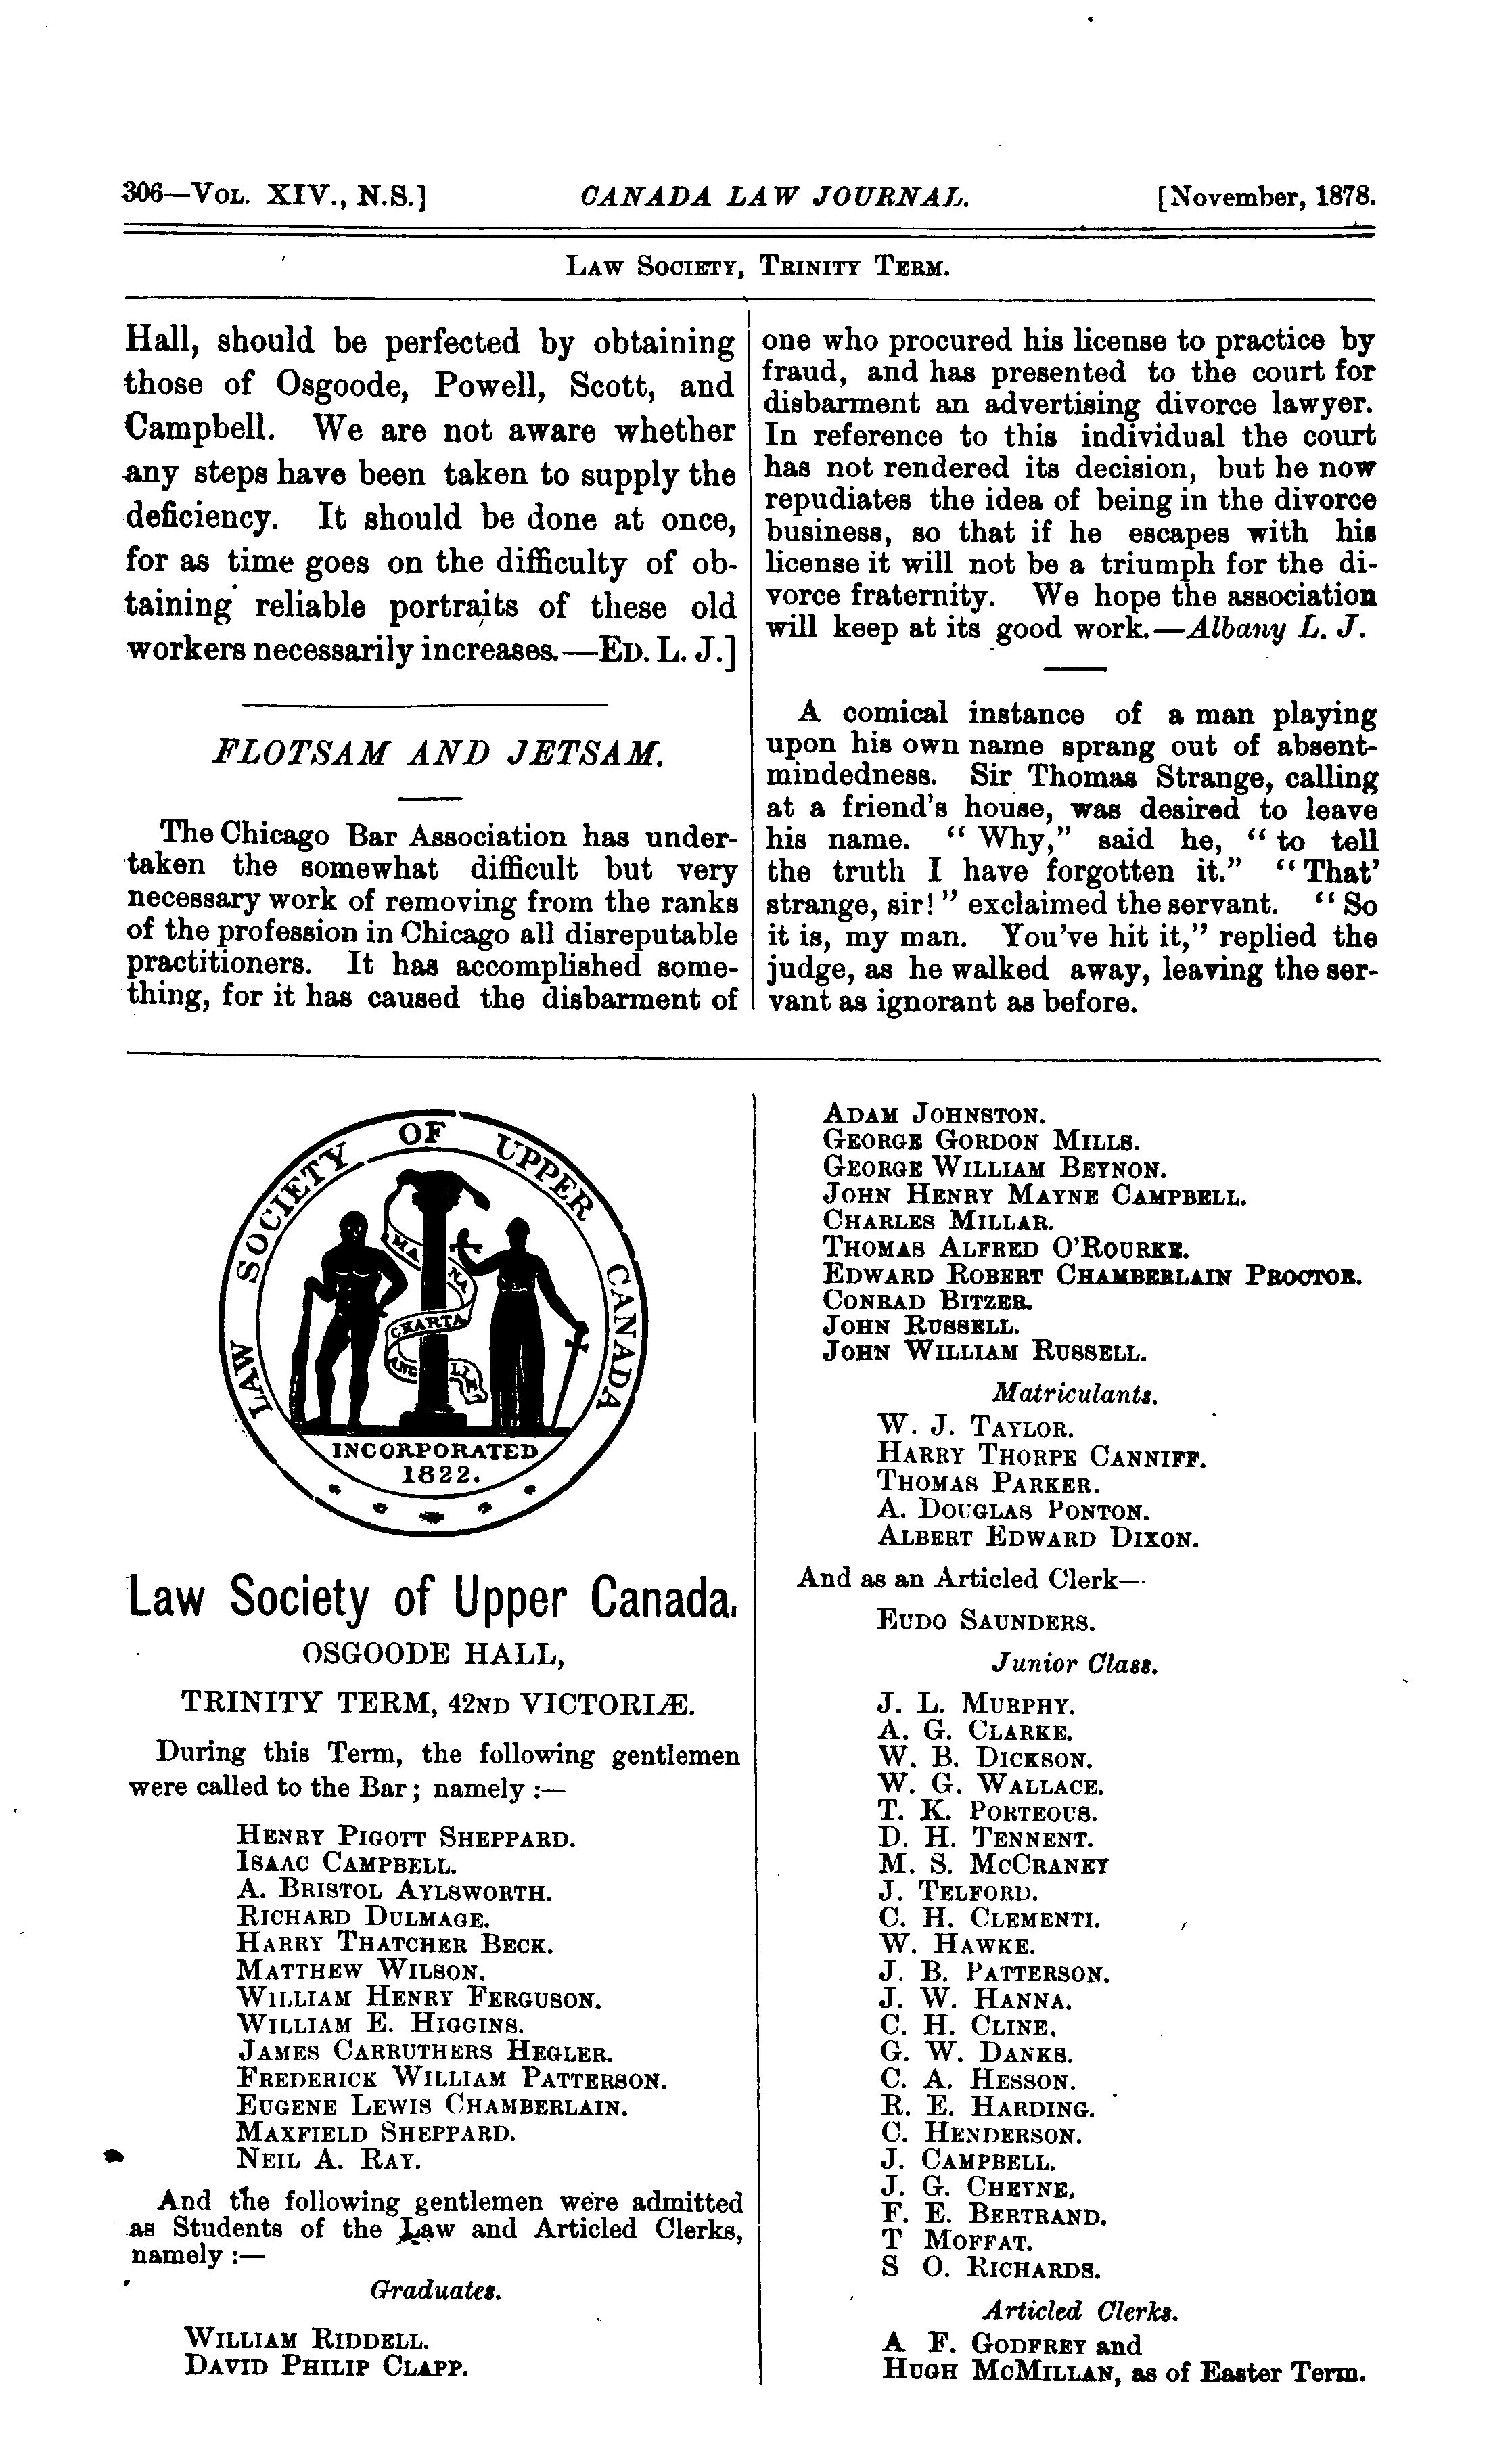 306—VOL. XIV., N.S.]
CANADA LAW JOURNAL.
[November, 1878.
LAW SOCIETY, TRINITY TERM.
Hall, should be perfected by obtaining
those of Osgoode, Powell, Scott, and
Campbell. We are not aware whether
any steps have been taken to supply the
deficiency. It should be done at once,
for as time goes on the difficulty of ob-
taining reliable portraits of these old
workers necessarily increases.—ED. L. J.]
FLOTSAM AND JETSAM.
The Chicago Bar Association has under-
taken the somewhat difficult but very
necessary work of removing from the ranks
of the profession in Chicago all disreputable
practitioners. It has accomplished some-
thing, for it has caused the disbarment of
one who procured his license to practice by
fraud, and has presented to the court for
disbarment an advertising divorce lawyer.
In reference to this individual the court
has not rendered its decision, but he now
repudiates the idea of being in the divorce
business, so that if he escapes with his
license it will not be a triumph for the di-
vorce fraternity. We hope the association
will keep at its good work.—Albany L. J.
A comical instance of a man playing
upon his own name sprang out of absent-
mindedness. Sir Thomas Strange, calling
at a friend's house, was desired to leave
his name. "Why," said he, "to tell
the truth I have forgotten it." "That'
strange, sir!" exclaimed the servant. "So
it is, my man. You've hit it," replied the
judge, as he walked away, leaving the ser-
vant as ignorant as before.
LAW SOCIETY OF UPPER CANADA
MA NA
CHARTA
ANG LIÆ
INCORPORATED
1822.
Law Society of Upper Canada.
OSGOODE HALL,
TRINITY TERM, 42ND VICTORIÆ.
During this Term, the following gentlemen
were called to the Bar; namely:—
HENRY PIGOTT SHEPPARD.
ISAAC CAMPBELL.
A. BRISTOL AYLSWORTH.
RICHARD DULMAGE.
HARRY THATCHER BECK.
MATTHEW WILSON.
WILLIAM HENRY FERGUSON.
WILLIAM E. HIGGINS.
JAMES CARRUTHERS HEGLER.
FREDERICK WILLIAM PATTERSON.
EUGENE LEWIS CHAMBERLAIN.
MAXFIELD SHEPPARD.
NEIL A. RAY.
And the following gentlemen were admitted
as Students of the Law and Articled Clerks,
namely:—
Graduates.
WILLIAM RIDDELL.
DAVID PHILIP CLAPP.
ADAM JOHNSTON.
GEORGE GORDON MILLS.
GEORGE WILLIAM BEYNON.
JOHN HENRY MAYNE CAMPBELL.
CHARLES MILLAR.
THOMAS ALFRED O'ROURKE.
EDWARD ROBERT CHAMBERLAIN PROCTOR.
CONRAD BITZER.
JOHN RUSSELL.
JOHN WILLIAM RUSSELL.
Matriculants.
W. J. TAYLOR.
HARRY THORPE CANNIFF.
THOMAS PARKER.
A. DOUGLAS PONTON.
ALBERT EDWARD DIXON.
And as an Articled Clerk—
EUDO SAUNDERS.
Junior Class.
J. L. MURPHY.
A. G. CLARKE.
W. B. DICKSON.
W. G. WALLACE.
T. K. PORTEOUS.
D. H. TENNENT.
M. S. MCCRANEY
J. TELFORD.
C. H. CLEMENTI.
W. HAWKE.
J. B. PATTERSON.
J. W. HANNA.
C. H. CLINE.
G. W. DANKS.
C. A. HESSON.
R. E. HARDING.
C. HENDERSON.
J. CAMPBELL.
J. G. CHEYNE.
F. E. BERTRAND.
T MOFFAT.
S O. RICHARDS.
Articled Clerks.
A F. GODFREY and
HUGH MCMILLAN, as of Easter Term.